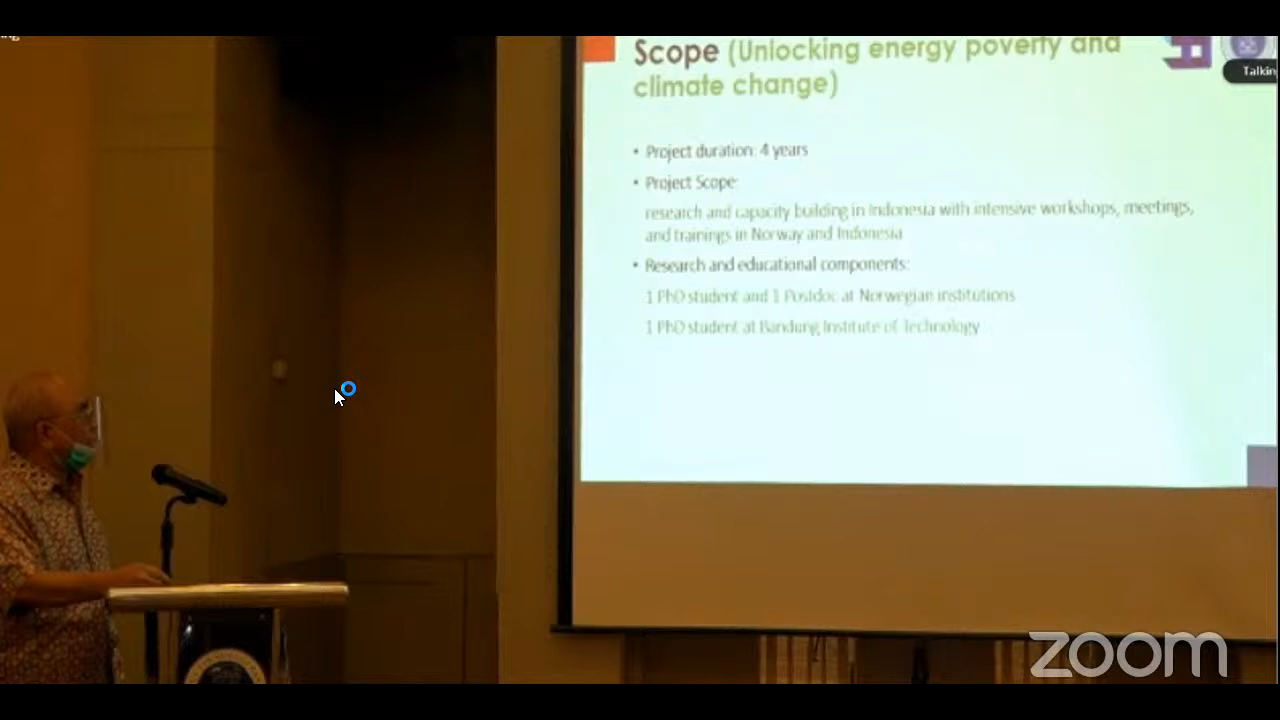 Scope (Unlocking energy poverty and
climate change)
Talkin
• Project duration: 4 years
• Project Scope:
research and capacity building in Indonesia with intensive workshops, meetings,
and trainings in Norway and Indonesia
• Research and educational components:
1 PhD student and 1 Postdoc at Norwegian institutions
1 PhD student at Bandung Institute of Technology
zoom